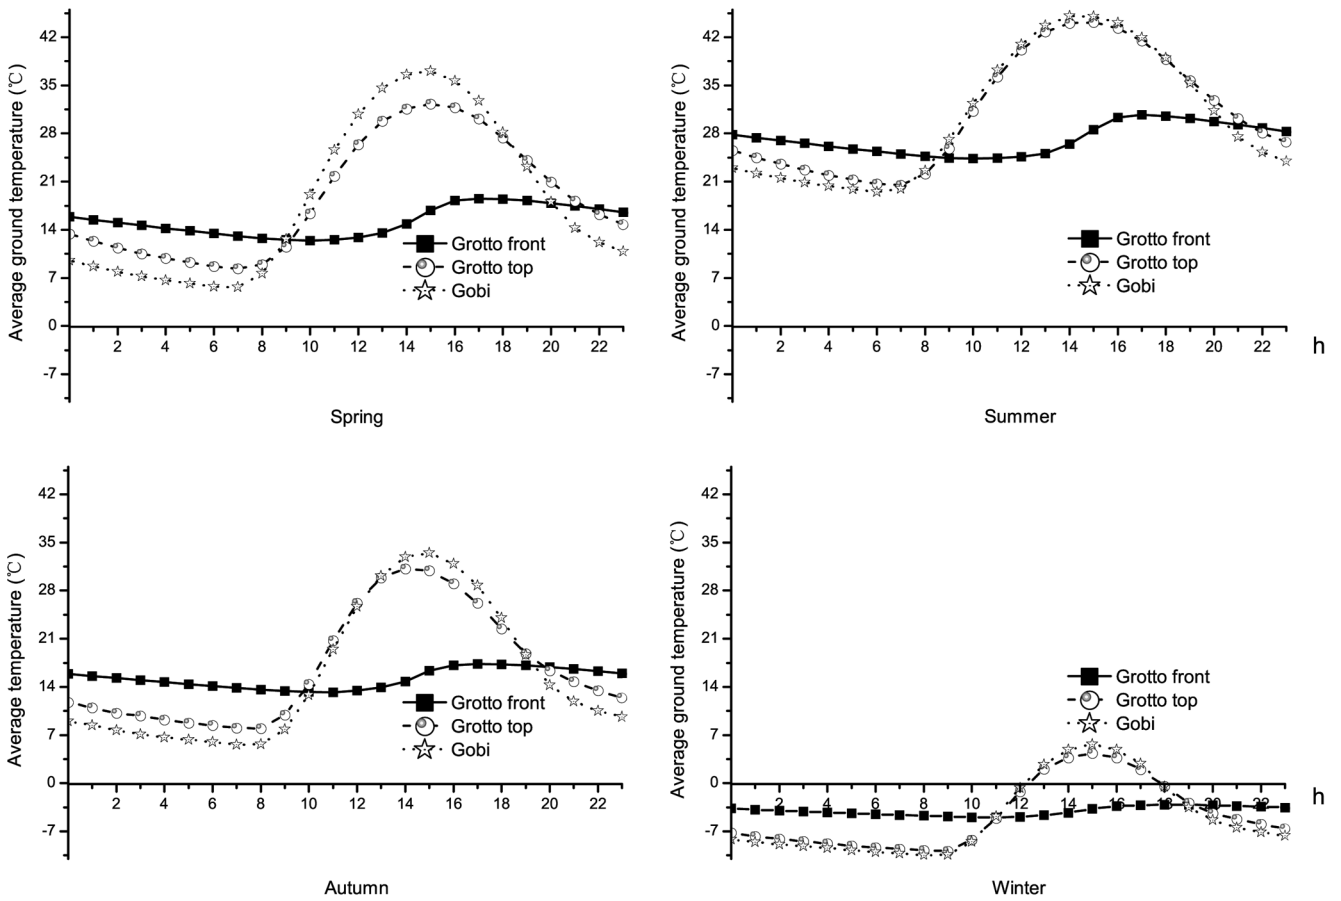 Average ground temperature (℃)
42
35
28
21
14
7
0
-7
2 4 6 8 10 12 14 16 18 20 22
Grotto front
Grotto top
Gobi
Spring
Average ground temperature (℃)
42
35
28
21
14
7
0
-7
2 4 6 8 10 12 14 16 18 20 22
h
Grotto front
Grotto top
Gobi
Summer
Average temperature (℃)
42
35
28
21
14
7
0
-7
2 4 6 8 10 12 14 16 18 20 22
Grotto front
Grotto top
Gobi
Autumn
Average ground temperature (℃)
42
35
28
21
14
7
0
-7
2 4 6 8 10 12 14 16 18 20 22
h
Grotto front
Grotto top
Gobi
Winter